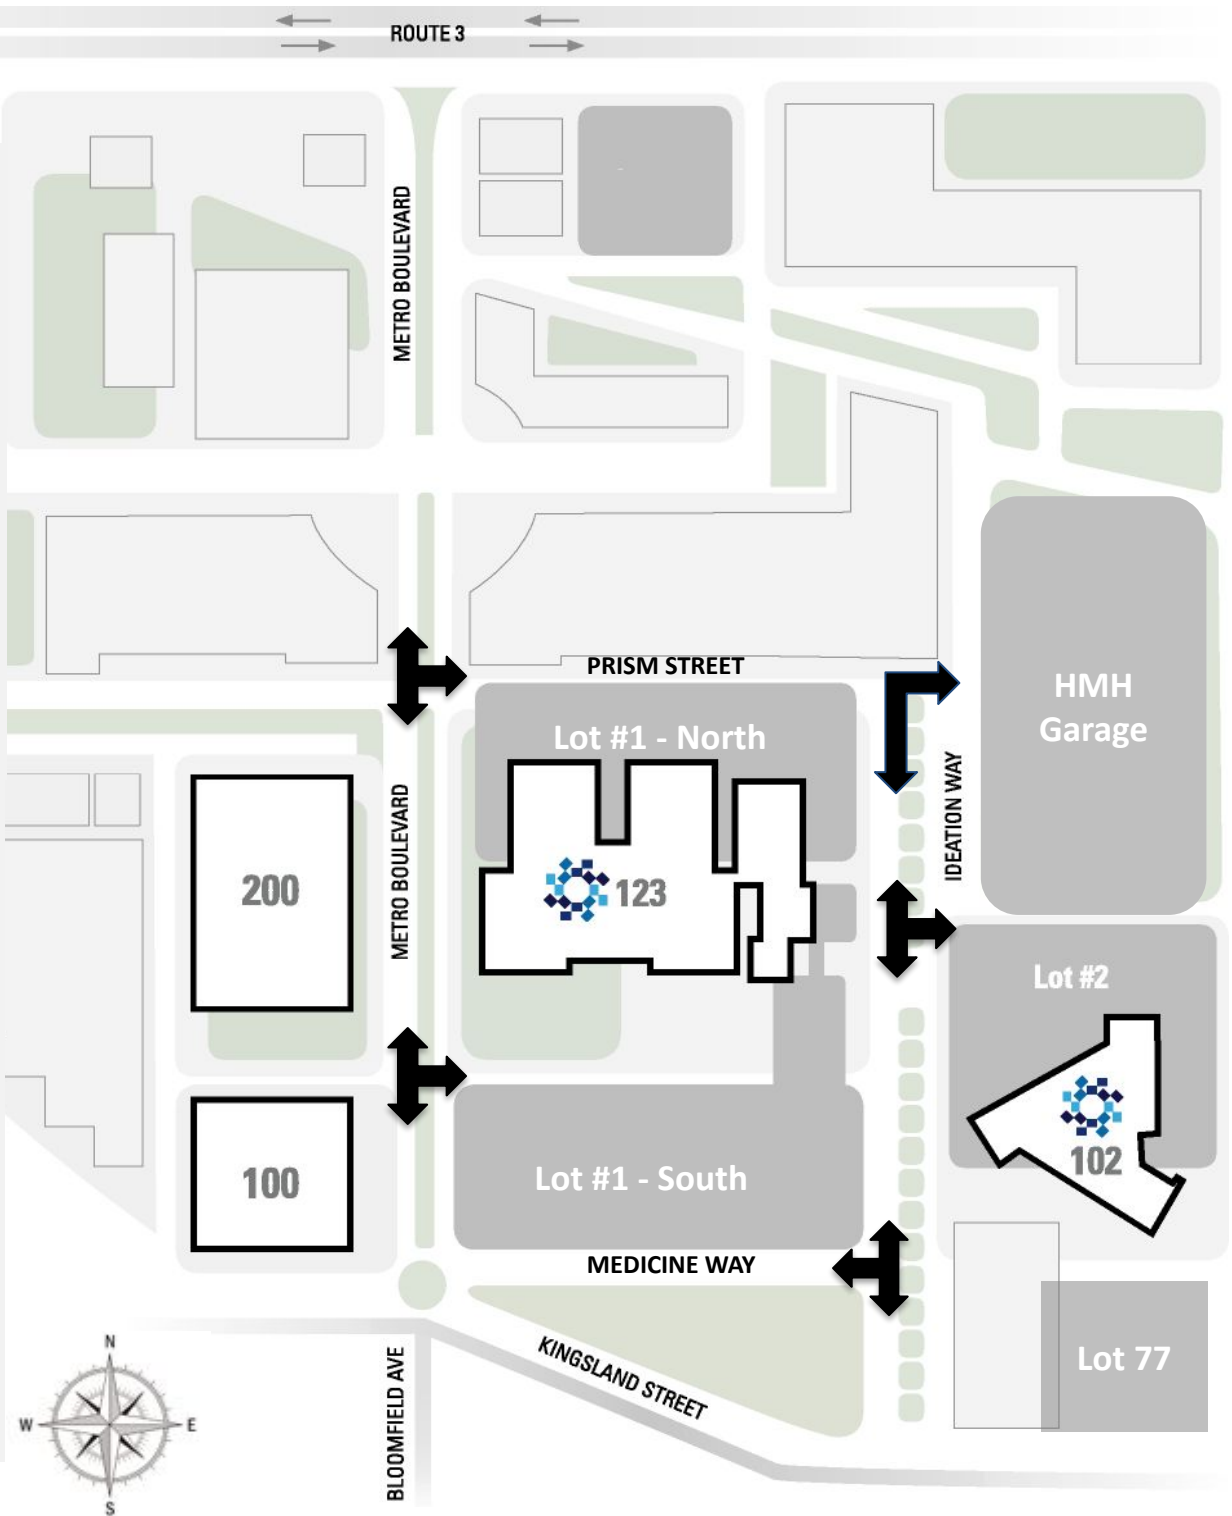 ROUTE 3
METRO BOULEVARD
PRISM STREET
HMH
Garage
Lot #1 - North
IDEATION WAY
METRO BOULEVARD
200
123
Lot #2
102
100
Lot #1 - South
MEDICINE WAY
KINGSLAND STREET
Lot 77
BLOOMFIELD AVE
N
W
E
S